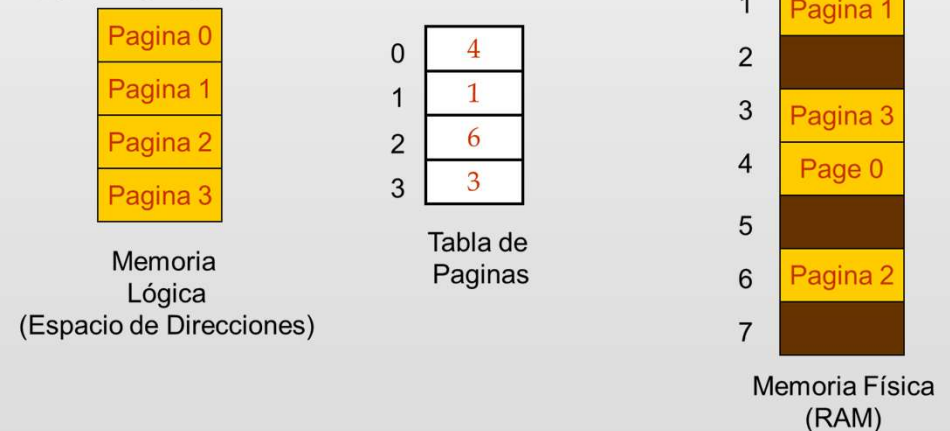 Pagina 0
Pagina 1
Pagina 2
Pagina 3
Memoria
Lógica
(Espacio de Direcciones)
0 4
1 1
2 6
3 3
Tabla de
Paginas
1 Pagina 1
2
3 Pagina 3
4 Page 0
5
6 Pagina 2
7
Memoria Física
(RAM)